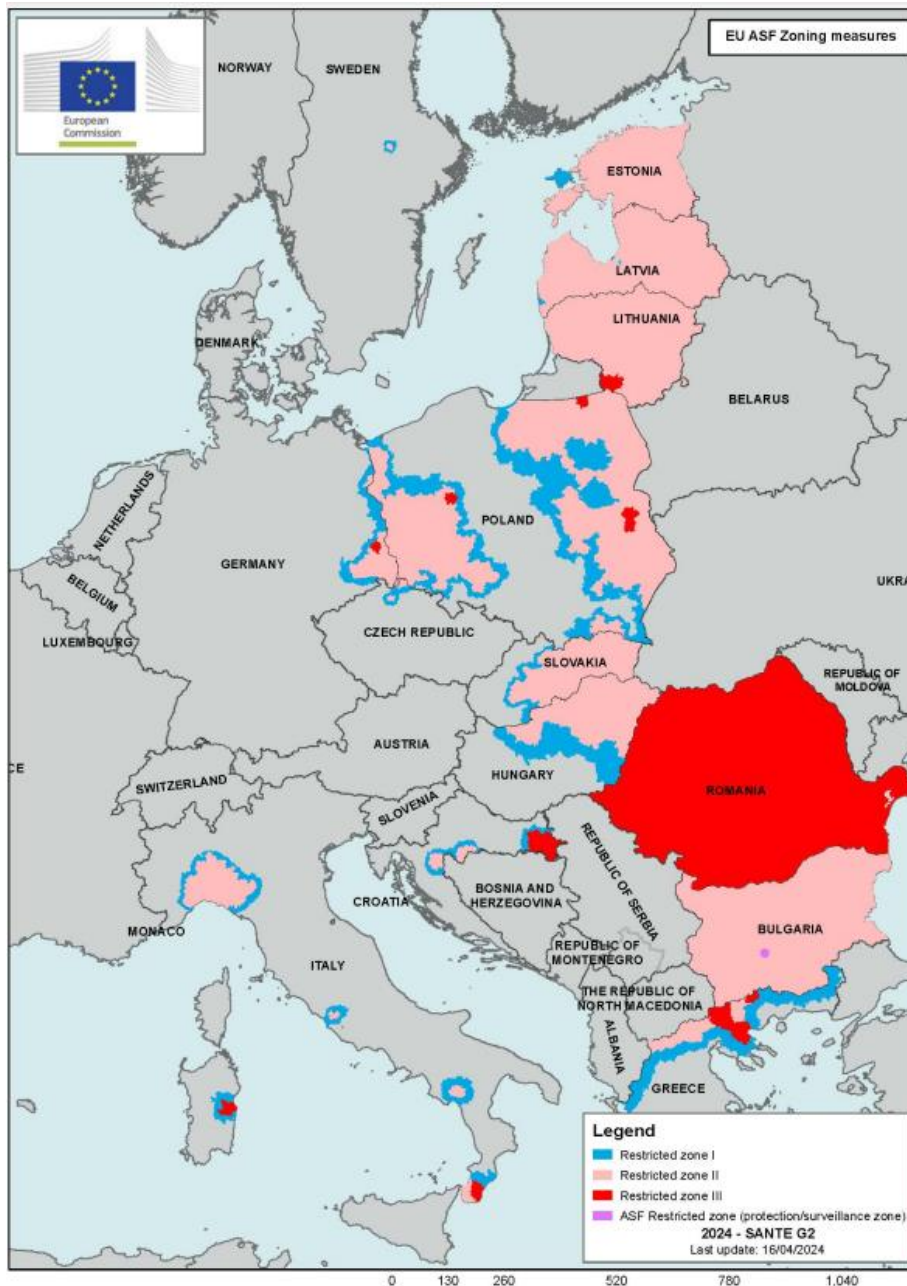 EU ASF Zoning measures
European
Commission
NORWAY
SWEDEN
ESTONIA
LATVIA
LITHUANIA
DENMARK
BELARUS
NETHERLANDS
POLAND
GERMANY
BELGIUM
UKRA
LUXEMBOURG
CZECH REPUBLIC
SLOVAKIA
REPUBLIC OF
MOLDOVA
AUSTRIA
CE
HUNGARY
SWITZERLAND
ROMANIA
SLOVENIA
REPUBLIC OF SERBIA
BOSNIA AND
HERZEGOVINA
CROATIA
MONACO
BULGARIA
ITALY
REPUBLIC OF
MONTENEGRO
THE REPUBLIC OF
NORTH MACEDONIA
ALBANIA
GREECE
Legend
Restricted zone I
Restricted zone II
Restricted zone III
ASF Restricted zone (protection/surveillance zone)
2024 - SANTE G2
Last update: 16/04/2024
0 130 260 520 780 1.040